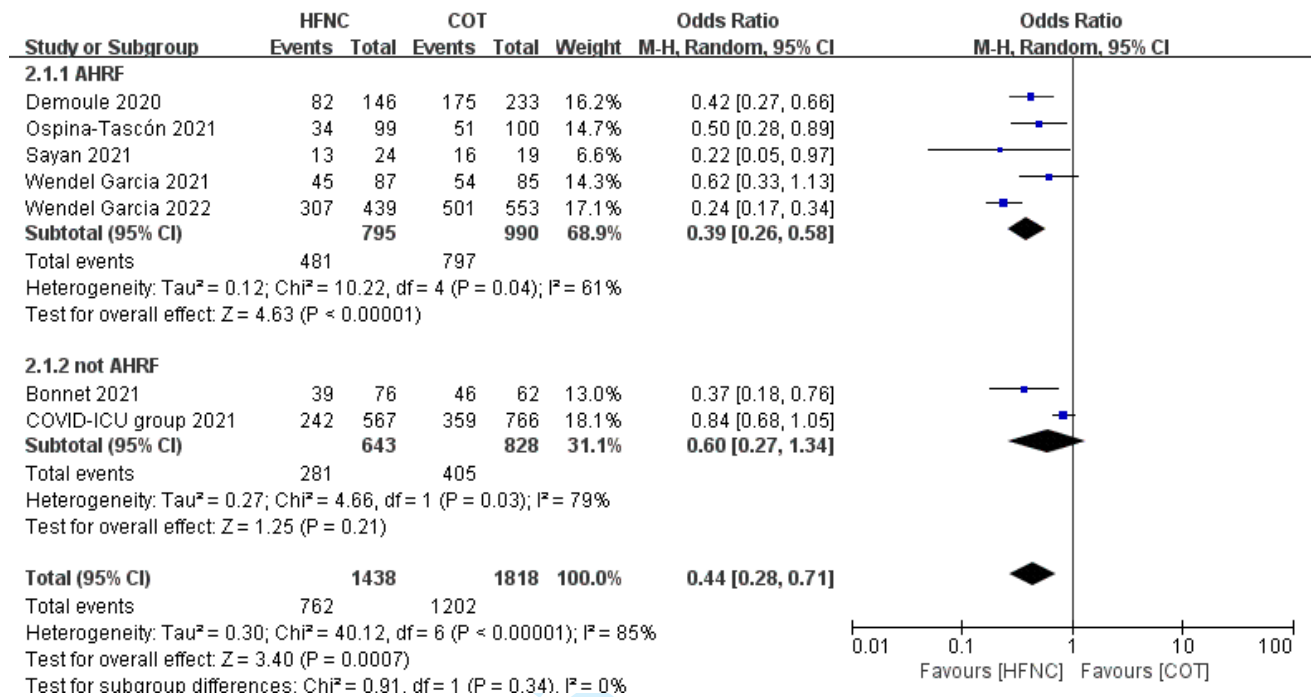 HFNC COT Odds Ratio Odds Ratio
Study or Subgroup Events Total Events Total Weight M-H, Random, 95% CI M-H, Random, 95% CI
2.1.1 AHRF
Demoule 2020 82 146 175 233 16.2% 0.42 [0.27, 0.66]
Ospina-Tascón 2021 34 99 51 100 14.7% 0.50 [0.28, 0.89]
Sayan 2021 13 24 16 19 6.6% 0.22 [0.05, 0.97]
Wendel Garcia 2021 45 87 54 85 14.3% 0.62 [0.33, 1.13]
Wendel Garcia 2022 307 439 501 553 17.1% 0.24 [0.17, 0.34]
Subtotal (95% CI) 795 990 68.9% 0.39 [0.26, 0.58]
Total events 481 797
Heterogeneity: Tau² = 0.12; Chi² = 10.22, df = 4 (P = 0.04); I² = 61%
Test for overall effect: Z = 4.63 (P < 0.00001)
2.1.2 not AHRF
Bonnet 2021 39 76 46 62 13.0% 0.37 [0.18, 0.76]
COVID-ICU group 2021 242 567 359 766 18.1% 0.84 [0.68, 1.05]
Subtotal (95% CI) 643 828 31.1% 0.60 [0.27, 1.34]
Total events 281 405
Heterogeneity: Tau² = 0.27; Chi² = 4.66, df = 1 (P = 0.03); I² = 79%
Test for overall effect: Z = 1.25 (P = 0.21)
Total (95% CI) 1438 1818 100.0% 0.44 [0.28, 0.71]
Total events 762 1202
Heterogeneity: Tau² = 0.30; Chi² = 40.12, df = 6 (P < 0.00001); I² = 85%
Test for overall effect: Z = 3.40 (P = 0.0007)
Test for subgroup differences: Chi² = 0.91, df = 1 (P = 0.34), I² = 0%
0.01 0.1 1 10 100
Favours [HFNC] Favours [COT]